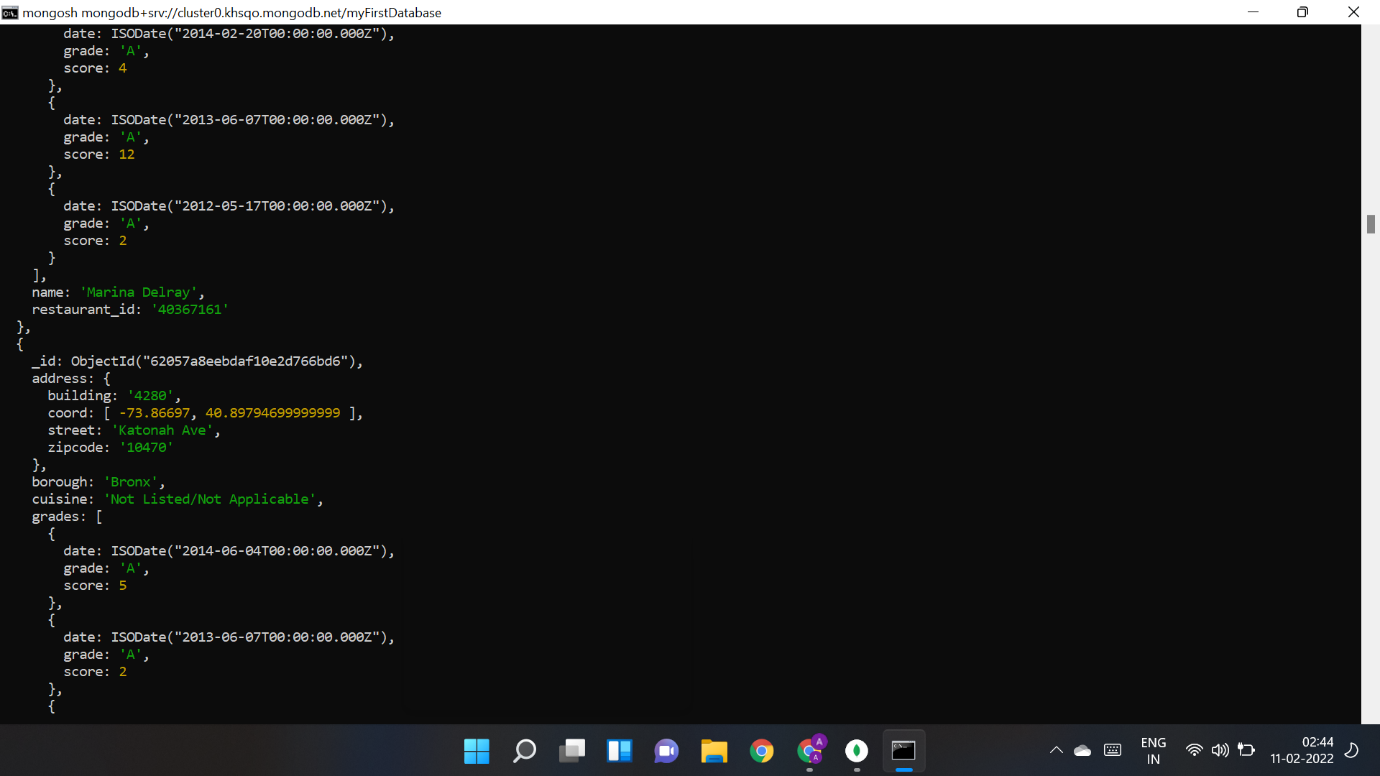 mongosh mongodb+srv://cluster0.khsqo.mongodb.net/myFirstDatabase
date: ISODate("2014-02-20T00:00:00.000Z"),
grade: 'A',
score: 4
},
{
date: ISODate("2013-06-07T00:00:00.000Z"),
grade: 'A',
score: 12
},
{
date: ISODate("2012-05-17T00:00:00.000Z"),
grade: 'A',
score: 2
}
],
name: 'Marina Delray',
restaurant_id: '40367161'
},
{
_id: ObjectId("62057a8eebdaf10e2d766bd6"),
address: {
building: '4280',
coord: [ -73.86697, 40.89794699999999 ],
street: 'Katonah Ave',
zipcode: '10470'
},
borough: 'Bronx',
cuisine: 'Not Listed/Not Applicable',
grades: [
{
date: ISODate("2014-06-04T00:00:00.000Z"),
grade: 'A',
score: 5
},
{
date: ISODate("2013-06-07T00:00:00.000Z"),
grade: 'A',
score: 2
},
{
ENG
IN
02:44
11-02-2022